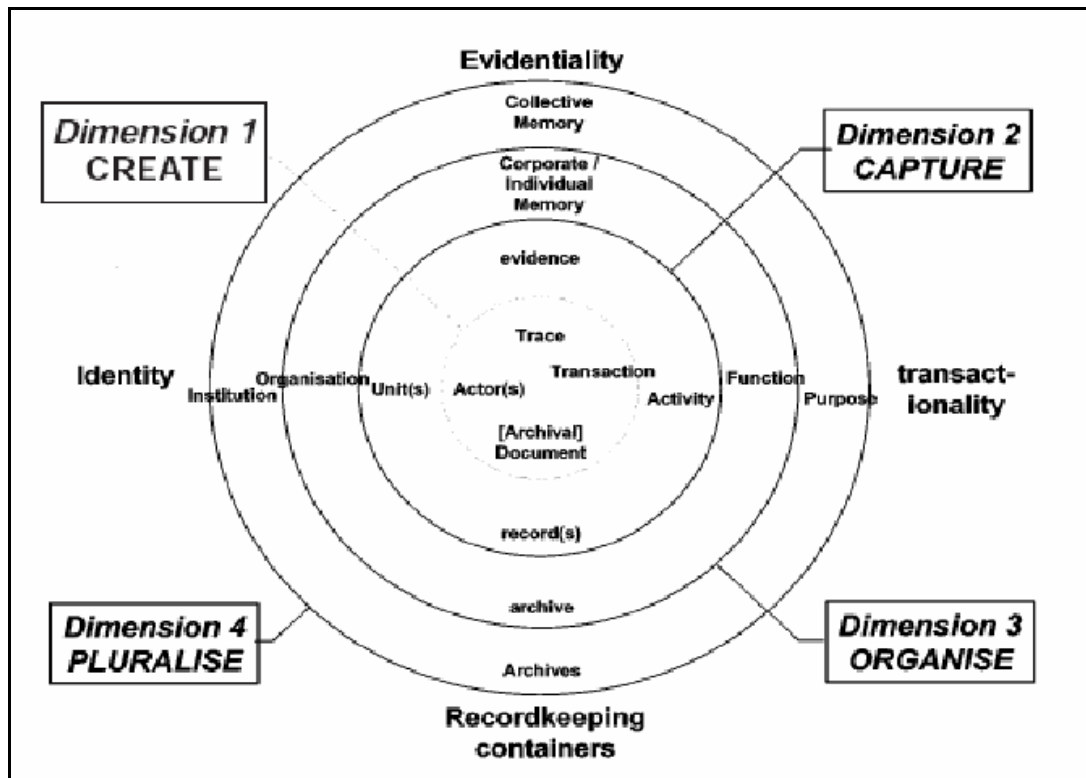 Evidentiality
Collective
Memory
Dimension 1
CREATE
Dimension 2
CAPTURE
Corporate /
Individual
Memory
evidence
Trace
Identity
Institution
Organisation
Unit(s)
Actor(s)
Transaction
Activity
Function
Purpose
transact-
ionality
[Archival]
Document
record(s)
archive
Dimension 4
PLURALISE
Dimension 3
ORGANISE
Archives
Recordkeeping
containers